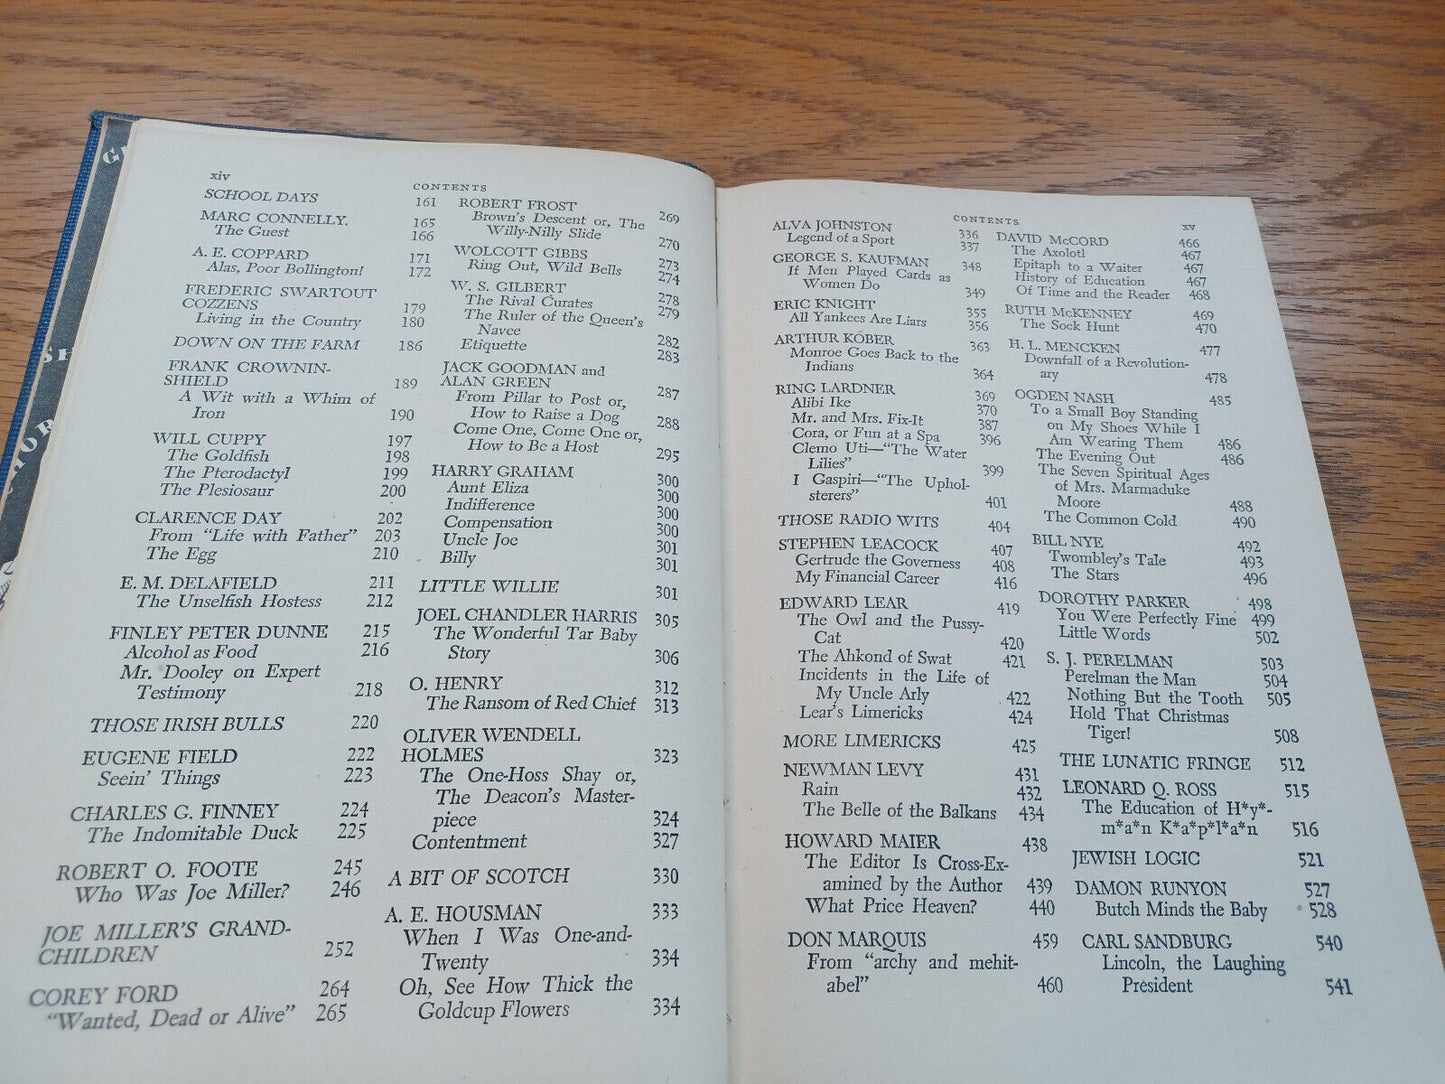 xiv
CONTENTS
SCHOOL DAYS 161
MARC CONNELLY. 165
The Guest 166
A. E. COPPARD 171
Alas, Poor Bollington! 172
FREDERIC SWARTOUT
COZZENS 179
Living in the Country 180
DOWN ON THE FARM 186
FRANK CROWNIN-
SHIELD 189
A Wit with a Whim of
Iron 190
WILL CUPPY 197
The Goldfish 198
The Pterodactyl 199
The Plesiosaur 200
CLARENCE DAY 202
From "Life with Father" 203
The Egg 210
E. M. DELAFIELD 211
The Unselfish Hostess 212
FINLEY PETER DUNNE 215
Alcohol as Food 216
Mr. Dooley on Expert
Testimony 218
THOSE IRISH BULLS 220
EUGENE FIELD 222
Seein' Things 223
CHARLES G. FINNEY 224
The Indomitable Duck 225
ROBERT O. FOOTE 245
Who Was Joe Miller? 246
JOE MILLER'S GRAND-
CHILDREN 252
COREY FORD 264
"Wanted, Dead or Alive" 265
ROBERT FROST 269
Brown's Descent or, The
Willy-Nilly Slide 270
WOLCOTT GIBBS 273
Ring Out, Wild Bells 274
W. S. GILBERT 278
The Rival Curates 279
The Ruler of the Queen's
Navee 282
Etiquette 283
JACK GOODMAN and
ALAN GREEN 287
From Pillar to Post or,
How to Raise a Dog 288
Come One, Come One or,
How to Be a Host 295
HARRY GRAHAM 300
Aunt Eliza 300
Indifference 300
Compensation 300
Uncle Joe 301
Billy 301
LITTLE WILLIE 301
JOEL CHANDLER HARRIS 305
The Wonderful Tar Baby
Story 306
O. HENRY 312
The Ransom of Red Chief 313
OLIVER WENDELL
HOLMES 323
The One-Hoss Shay or,
The Deacon's Master-
piece 324
Contentment 327
A BIT OF SCOTCH 330
A. E. HOUSMAN 333
When I Was One-and-
Twenty 334
Oh, See How Thick the
Goldcup Flowers 334
CONTENTS
xv
ALVA JOHNSTON 336
Legend of a Sport 337
GEORGE S. KAUFMAN 348
If Men Played Cards as
Women Do 349
ERIC KNIGHT 355
All Yankees Are Liars 356
ARTHUR KOBER 363
Monroe Goes Back to the
Indians 364
RING LARDNER 369
Alibi Ike 370
Mr. and Mrs. Fix-It 387
Cora, or Fun at a Spa 396
Clemo Uti—"The Water
Lilies" 399
I Gaspiri—"The Uphol-
sterers" 401
THOSE RADIO WITS 404
STEPHEN LEACOCK 407
Gertrude the Governess 408
My Financial Career 416
EDWARD LEAR 419
The Owl and the Pussy-
Cat 420
The Ahkond of Swat 421
Incidents in the Life of
My Uncle Arly 422
Lear's Limericks 424
MORE LIMERICKS 425
NEWMAN LEVY 431
Rain 432
The Belle of the Balkans 434
HOWARD MAIER 438
The Editor Is Cross-Ex-
amined by the Author 439
What Price Heaven? 440
DON MARQUIS 459
From "archy and mehit-
abel" 460
DAVID McCORD 466
The Axolotl 467
Epitaph to a Waiter 467
History of Education 467
Of Time and the Reader 468
RUTH McKENNEY 469
The Sock Hunt 470
H. L. MENCKEN 477
Downfall of a Revolution-
ary 478
OGDEN NASH 485
To a Small Boy Standing
on My Shoes While I
Am Wearing Them 486
The Evening Out 486
The Seven Spiritual Ages
of Mrs. Marmaduke
Moore 488
The Common Cold 490
BILL NYE 492
Twombley's Tale 493
The Stars 496
DOROTHY PARKER 498
You Were Perfectly Fine 499
Little Words 502
S. J. PERELMAN 503
Perelman the Man 504
Nothing But the Tooth 505
Hold That Christmas
Tiger! 508
THE LUNATIC FRINGE 512
LEONARD Q. ROSS 515
The Education of H*y*-
m*a*n K*a*p*l*a*n 516
JEWISH LOGIC 521
DAMON RUNYON 527
Butch Minds the Baby 528
CARL SANDBURG 540
Lincoln, the Laughing
President 541